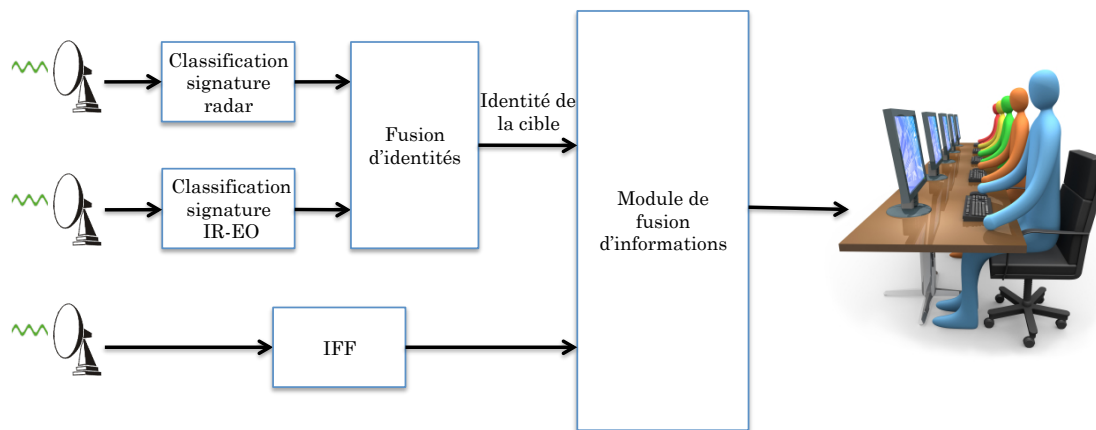 Classification
signature
radar
Fusion
d'identités
Identité de
la cible
Classification
signature
IR-EO
Module de
fusion
d'informations
IFF